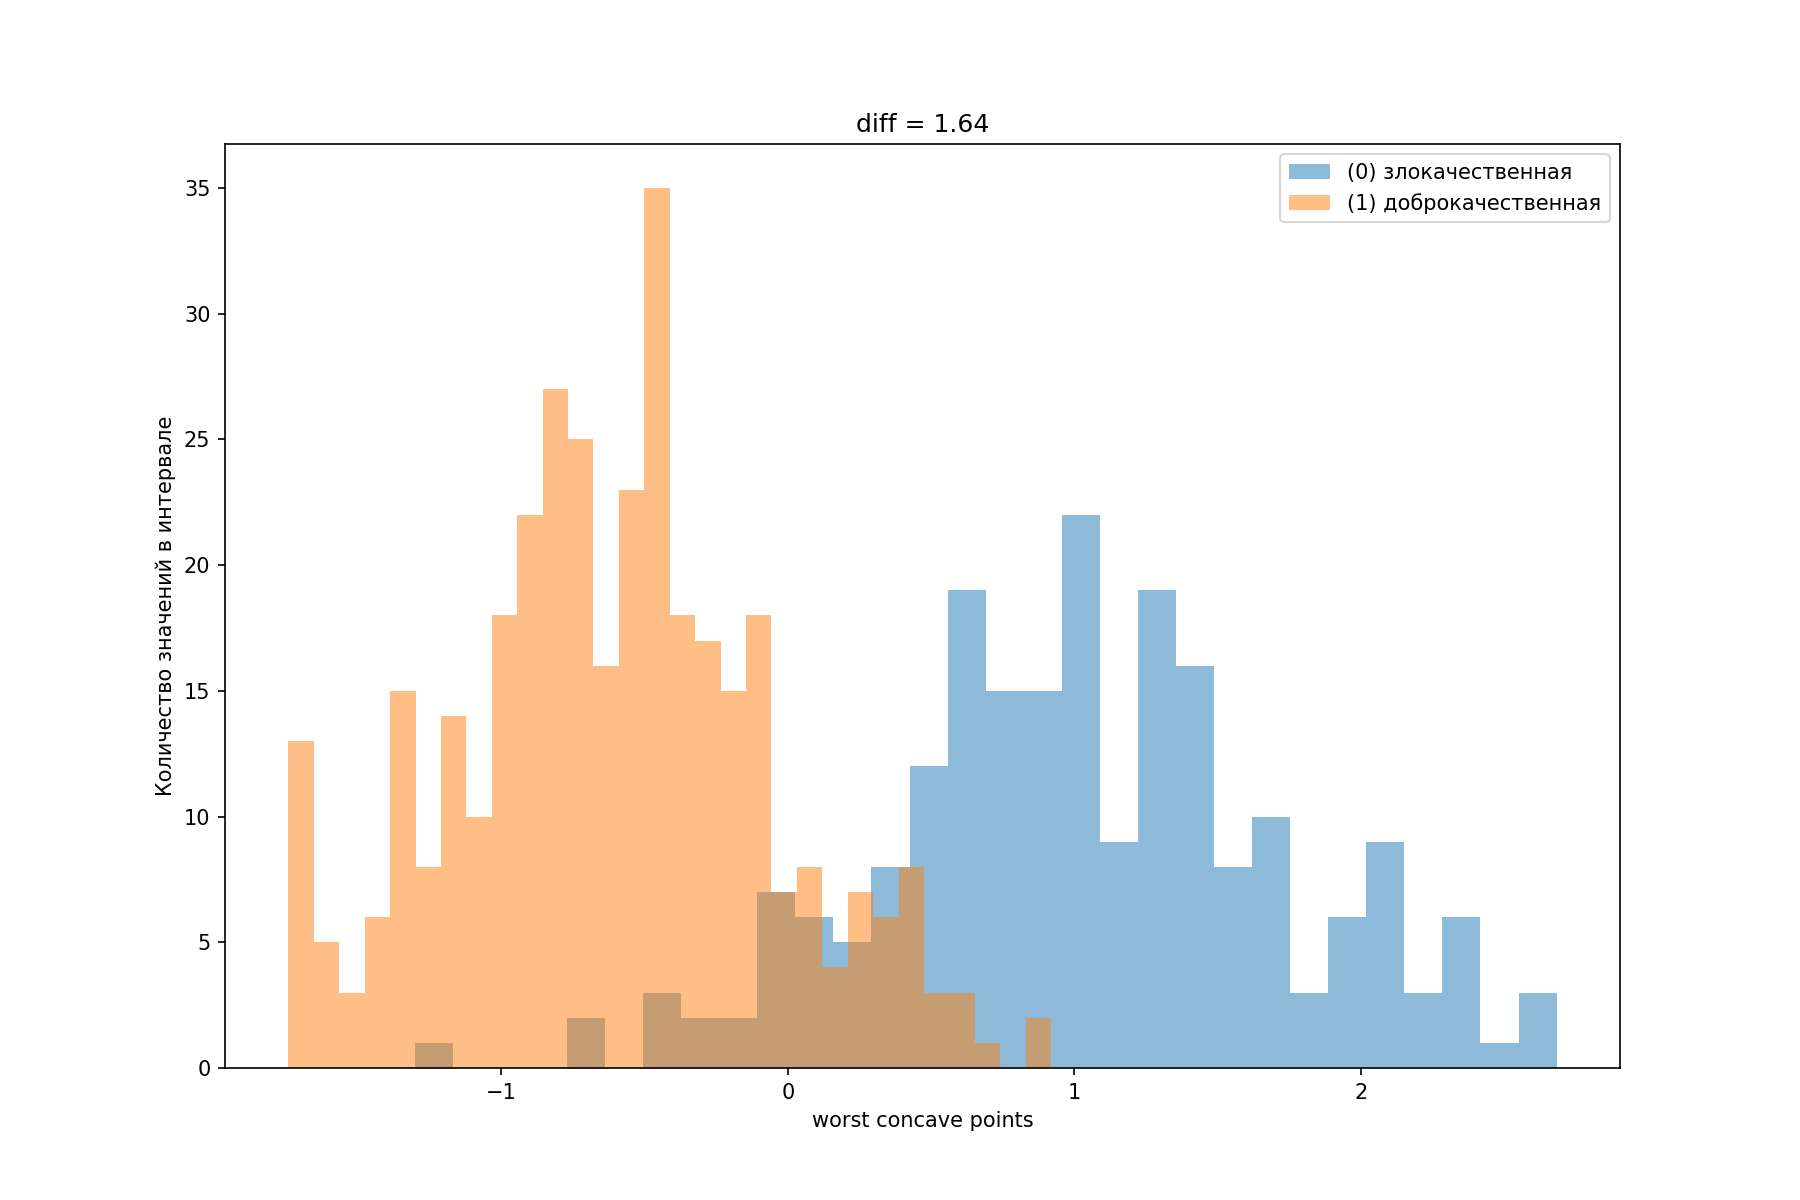 diff = 1.64
(0) злокачественная
(1) доброкачественная
Количество значений в интервале
35
30
25
20
15
10
5
0
−1 0 1 2
worst concave points